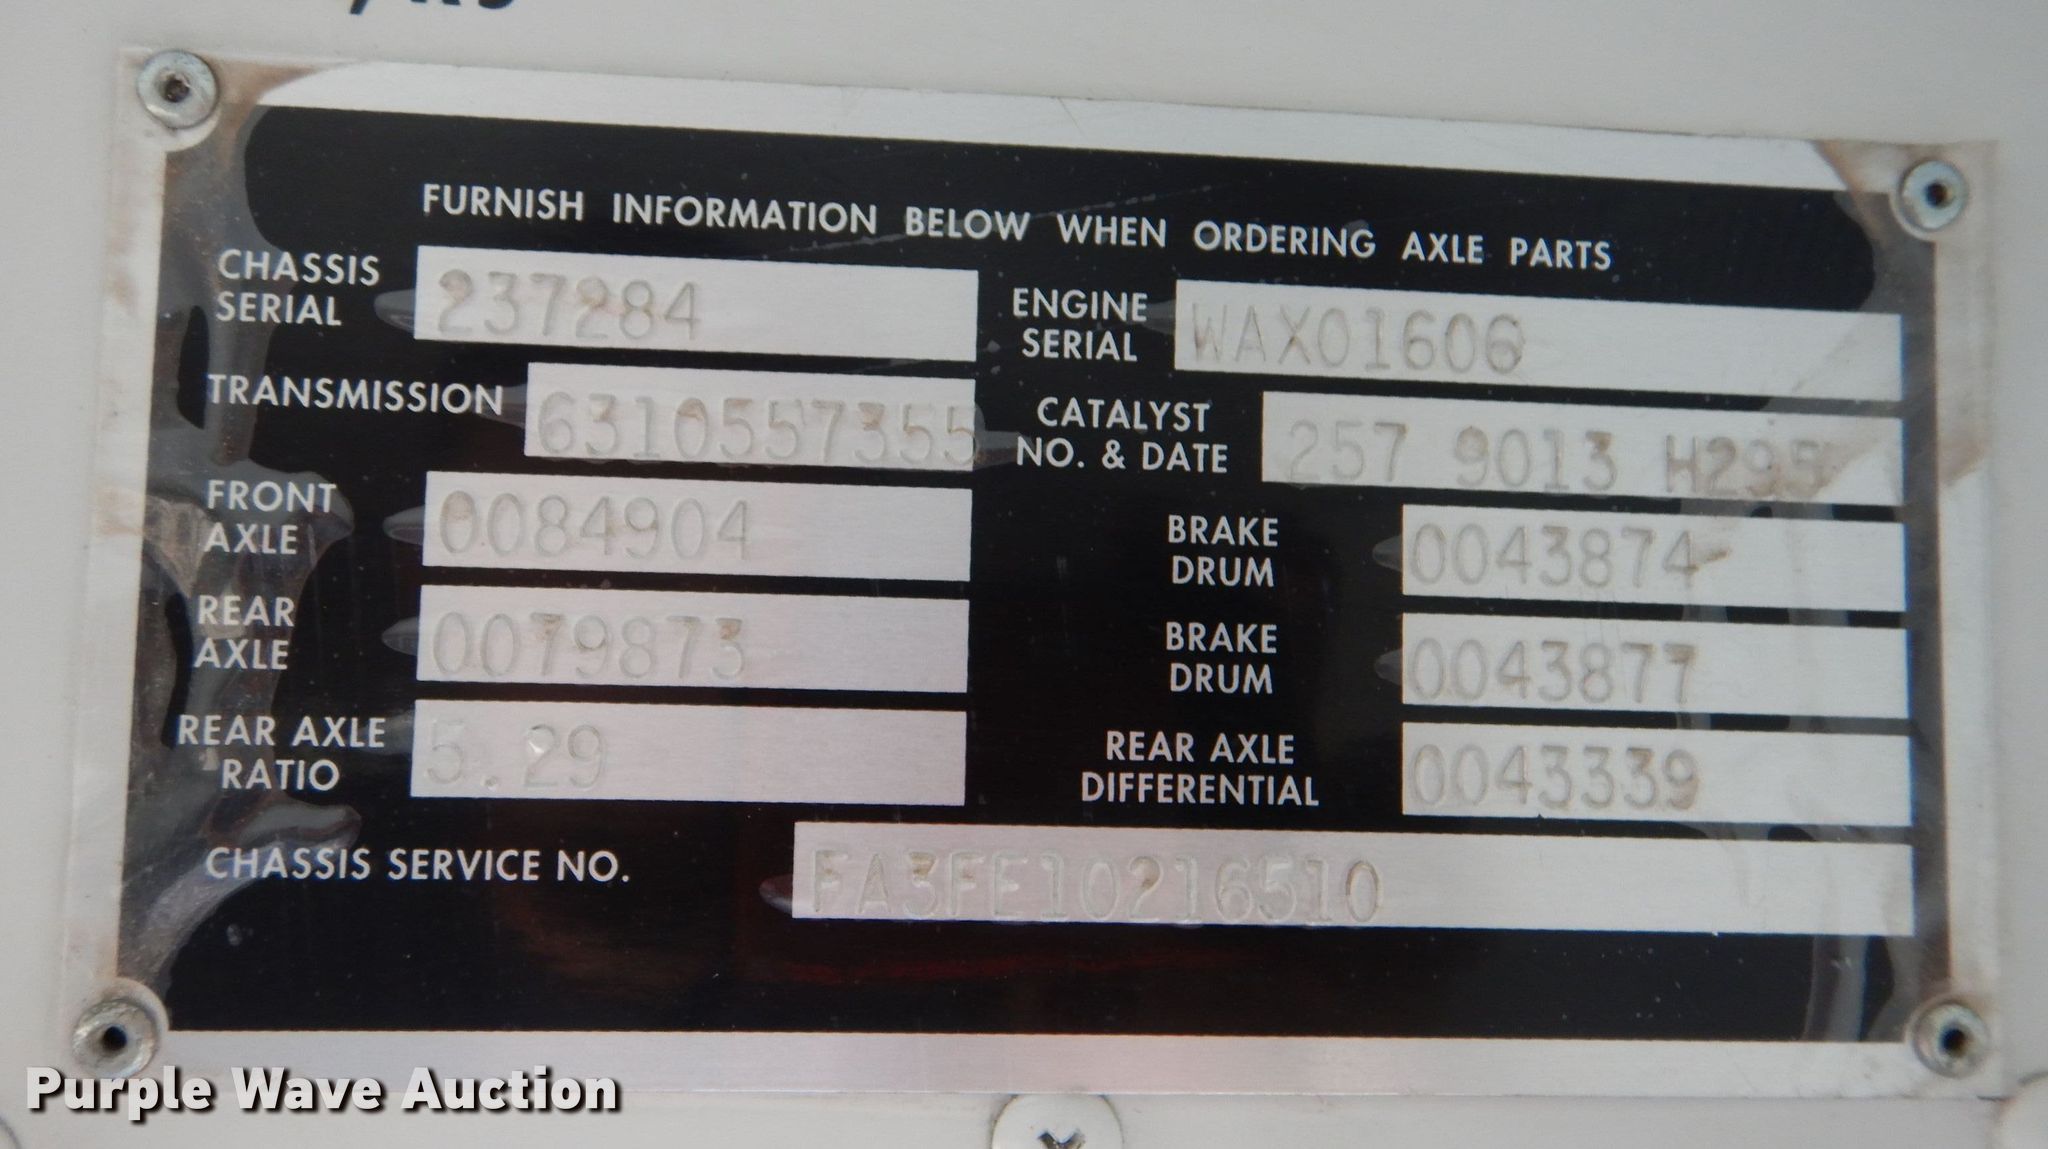 FURNISH INFORMATION BELOW WHEN ORDERING AXLE PARTS
CHASSIS SERIAL 237284
ENGINE SERIAL WAX01606
TRANSMISSION 6310557355
CATALYST NO. & DATE 257 9013 H295
FRONT AXLE 0084904
BRAKE DRUM 0043874
REAR AXLE 0079873
BRAKE DRUM 0043877
REAR AXLE RATIO 5.29
REAR AXLE DIFFERENTIAL 0043339
CHASSIS SERVICE NO. FA3FE10216510
Purple Wave Auction